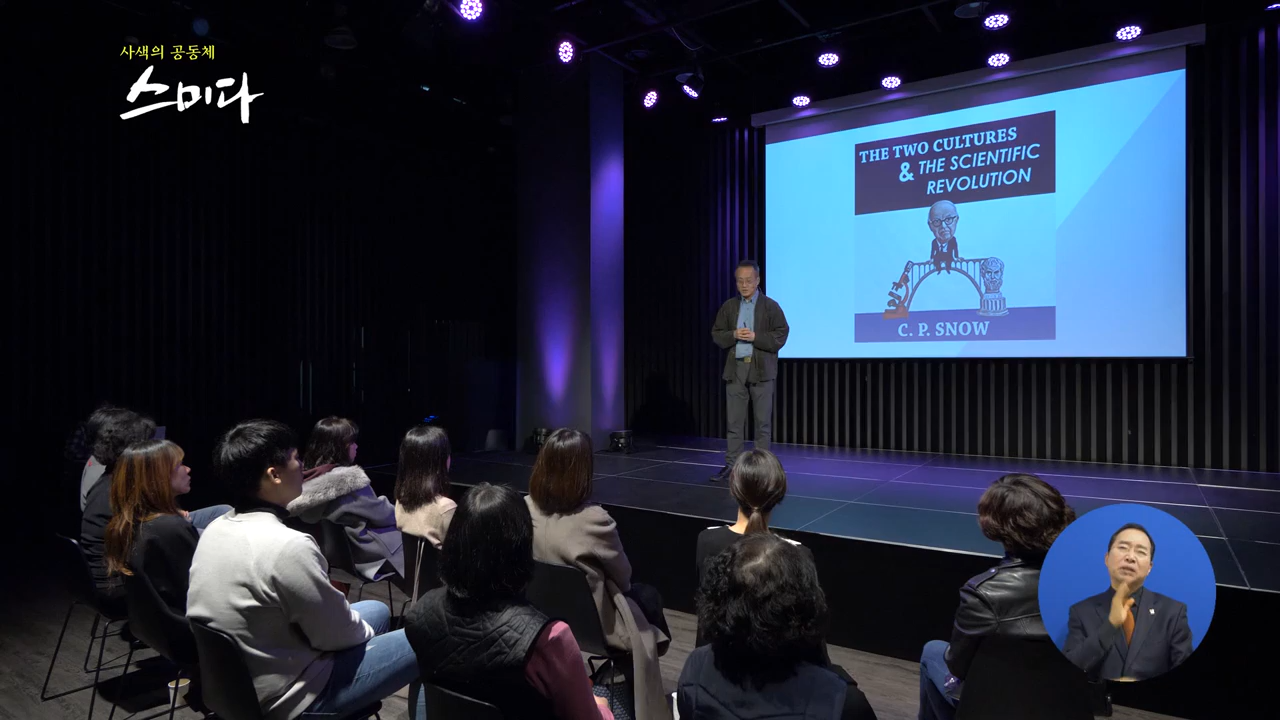 사색의 공동체
스미다
THE TWO CULTURES
& THE SCIENTIFIC
REVOLUTION
C. P. SNOW